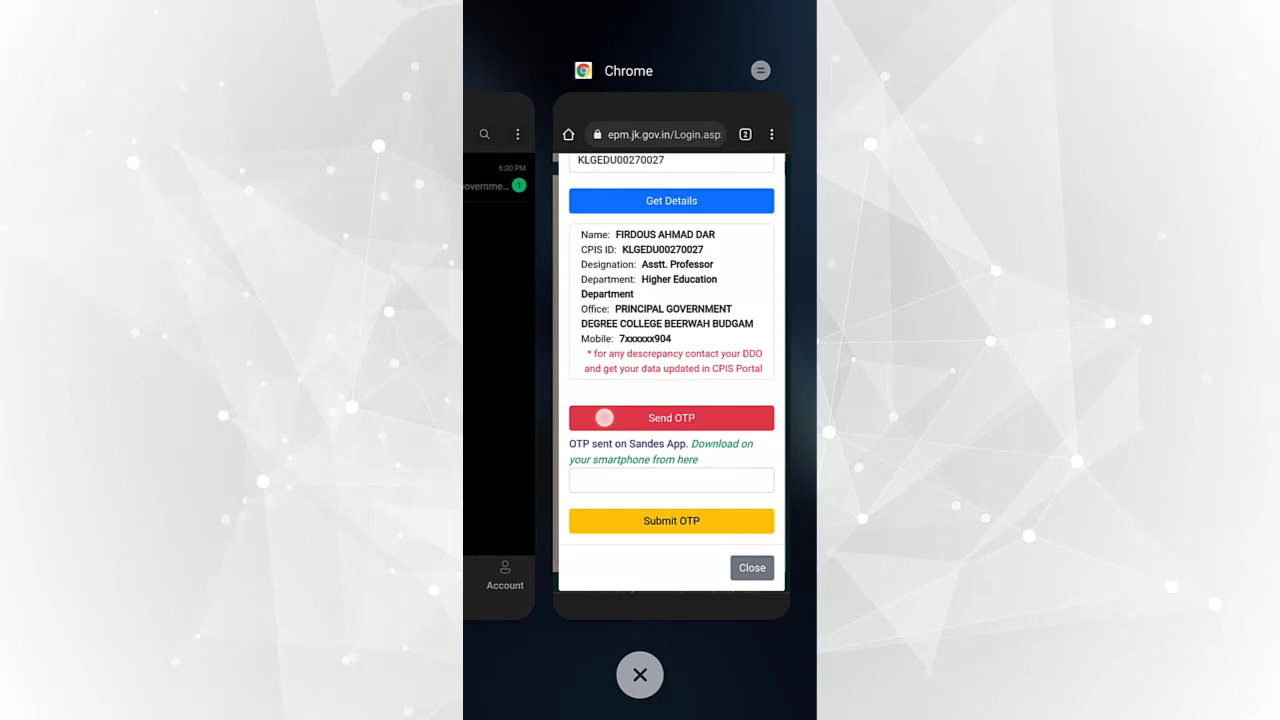 Chrome
epm.jk.gov.in/Login.asp
2
6:00 PM
overnme... 1
KLGEDU00270027
Get Details
Name: FIRDOUS AHMAD DAR
CPIS ID: KLGEDU00270027
Designation: Asstt. Professor
Department: Higher Education
Department
Office: PRINCIPAL GOVERNMENT
DEGREE COLLEGE BEERWAH BUDGAM
Mobile: 7xxxxxx904
* for any descrepancy contact your DDO
and get your data updated in CPIS Portal
Send OTP
OTP sent on Sandes App. Download on
your smartphone from here
Submit OTP
Close
Account